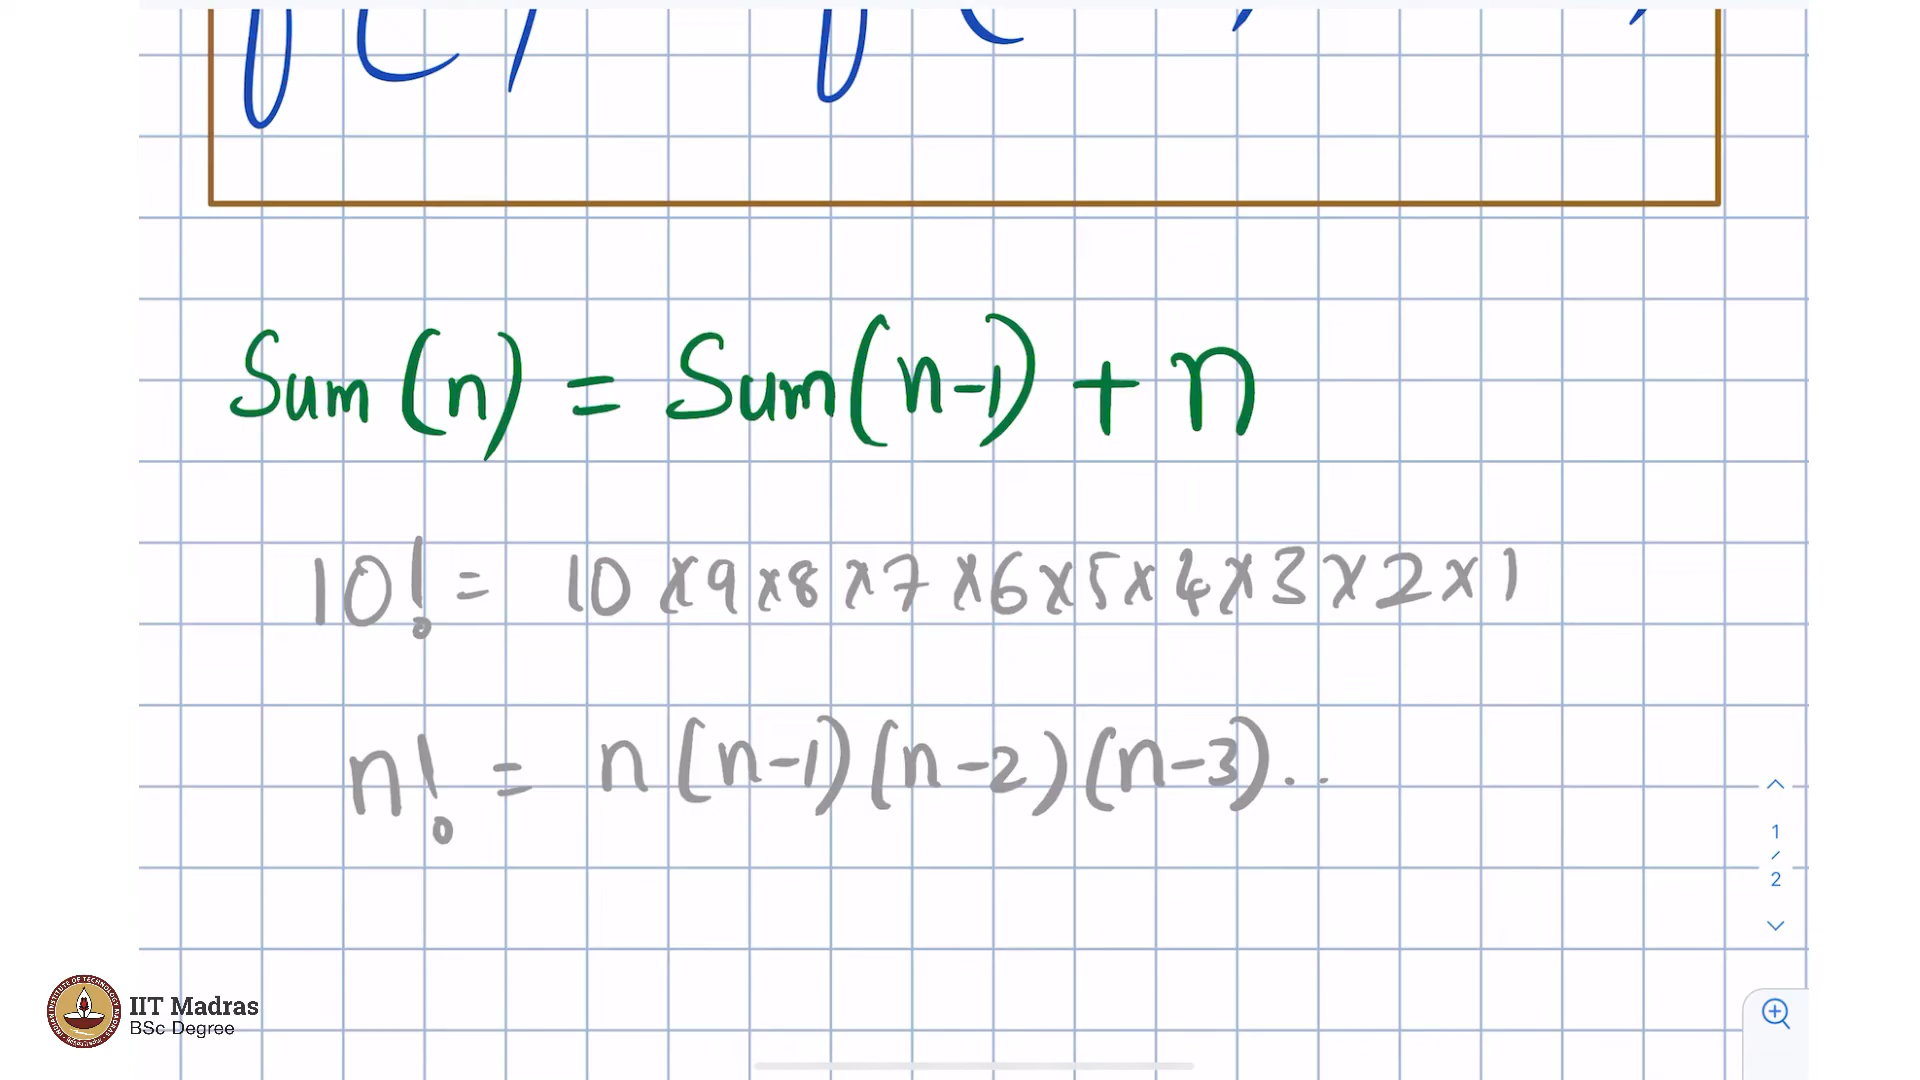 Sum (n) = Sum(n-1) + n
10! = 10 x 9 x 8 x 7 x 6 x 5 x 4 x 3 x 2 x 1
n! = n (n-1) (n-2) (n-3) ..
1
/
2
IIT Madras
BSc Degree